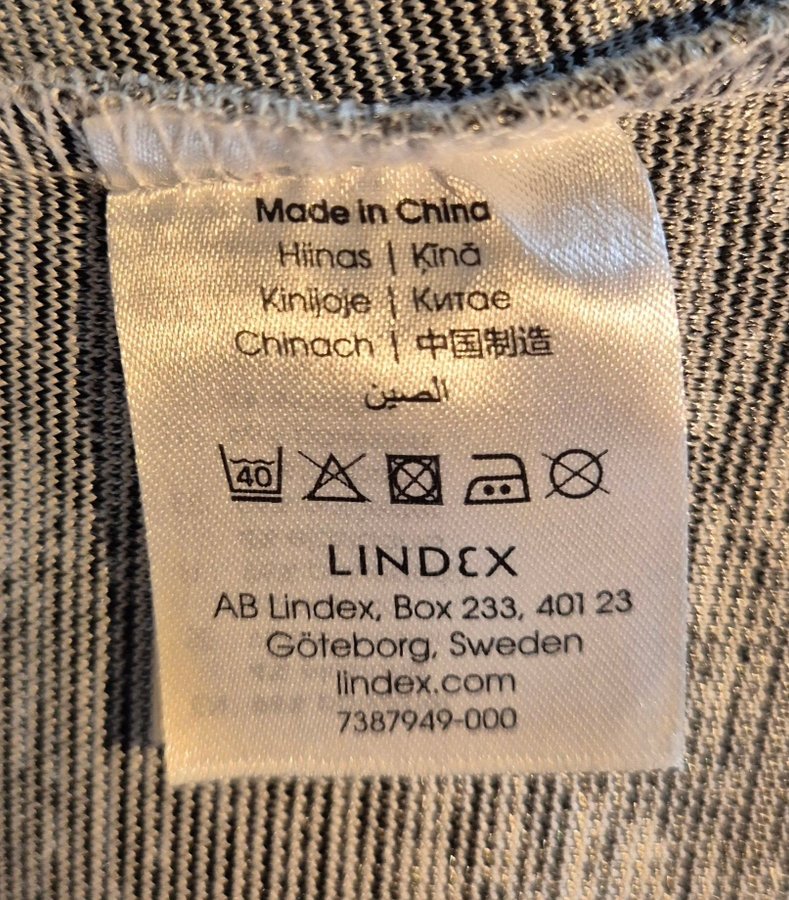 Made in China
Hiinas | Ķīnā
Kinijoje | Китае
Chinach | 中国制造
الصين
40
LINDEX
AB Lindex, Box 233, 401 23
Göteborg, Sweden
lindex.com
7387949-000